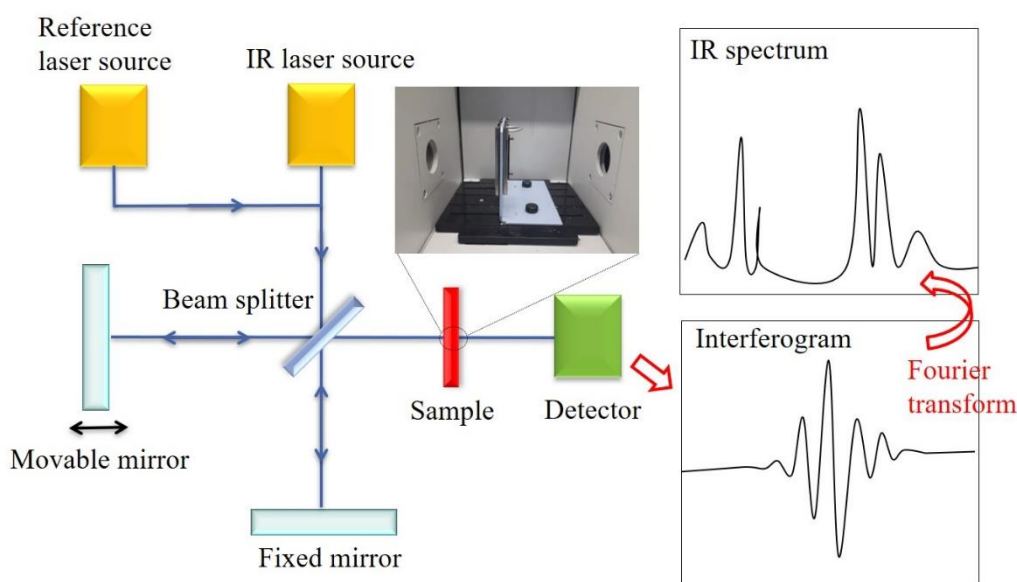 Reference
laser source
IR laser source
IR spectrum
Beam splitter
Interferogram
Sample
Detector
Fourier
transform
Movable mirror
Fixed mirror